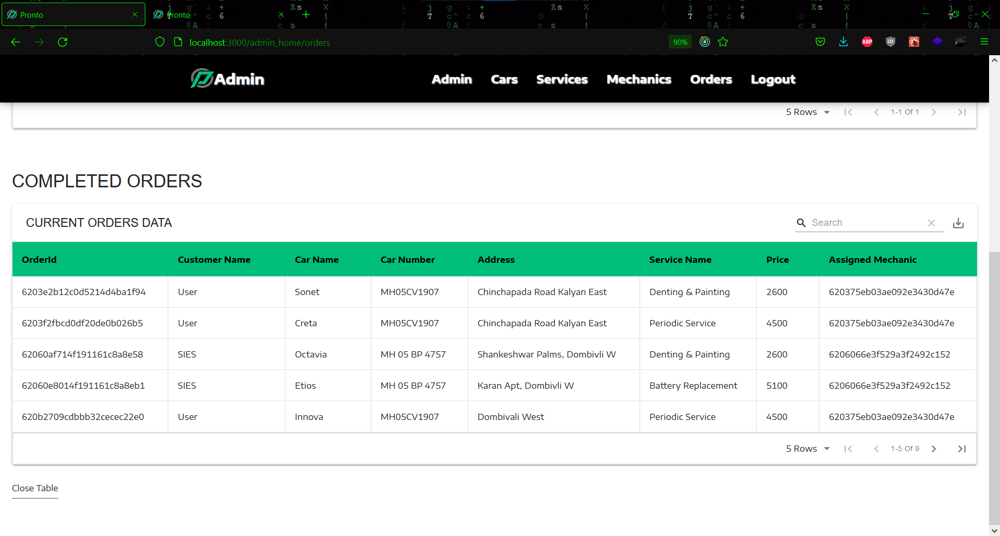 Pronto
Pronto
localhost:3000/admin_home/orders
90%
ABP
Admin
Admin Cars Services Mechanics Orders Logout
5 Rows 1-1 Of 1
COMPLETED ORDERS
CURRENT ORDERS DATA
Search
OrderId Customer Name Car Name Car Number Address Service Name Price Assigned Mechanic
6203e2b12c0d5214d4ba1f94 User Sonet MH05CV1907 Chinchapada Road Kalyan East Denting & Painting 2600 620375eb03ae092e3430d47e
6203f2fbcd0df20de0b026b5 User Creta MH05CV1907 Chinchapada Road Kalyan East Periodic Service 4500 620375eb03ae092e3430d47e
62060af714f191161c8a8e58 SIES Octavia MH 05 BP 4757 Shankeshwar Palms, Dombivli W Denting & Painting 2600 6206066e3f529a3f2492c152
62060e8014f191161c8a8eb1 SIES Etios MH 05 BP 4757 Karan Apt, Dombivli W Battery Replacement 5100 6206066e3f529a3f2492c152
620b2709cdbbb32cecec22e0 User Innova MH05CV1907 Dombivali West Periodic Service 4500 620375eb03ae092e3430d47e
5 Rows 1-5 Of 9
Close Table